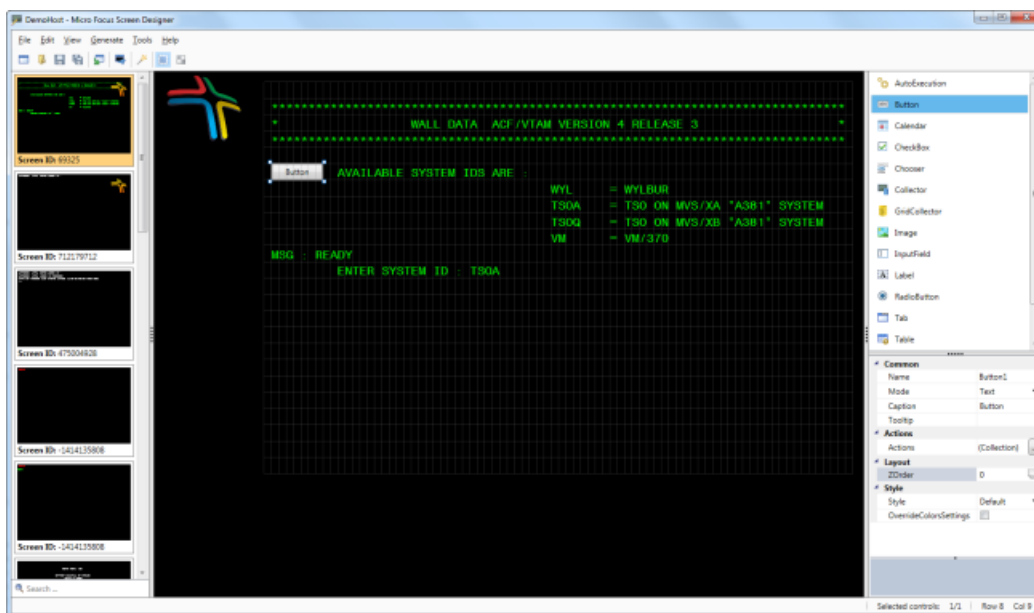 DemoHost - Micro Focus Screen Designer
File Edit View Generate Tools Help
Screen ID: 69325
Screen ID: 712179712
Screen ID: 475004928
Screen ID: -1414135808
Screen ID: -1414135808
Search ...
****************************************************************************
* WALL DATA ACF/VTAM VERSION 4 RELEASE 3 *
****************************************************************************
Button AVAILABLE SYSTEM IDS ARE :
WYL = WYLBUR
TSOA = TSO ON MVS/XA "A3B1" SYSTEM
TSOQ = TSO ON MVS/XB "A3B1" SYSTEM
VM = VM/370
MSG : READY
ENTER SYSTEM ID : TSOA
AutoExecution
Button
Calendar
CheckBox
Chooser
Collector
GridCollector
Image
InputField
Label
RadioButton
Tab
Table
Common
Name Button1
Mode Text
Caption Button
Tooltip
Actions
Actions (Collection)
Layout
ZOrder 0
Style
Style Default
OverrideColorsSettings
Selected controls: 1/1 Row 8 Col 9